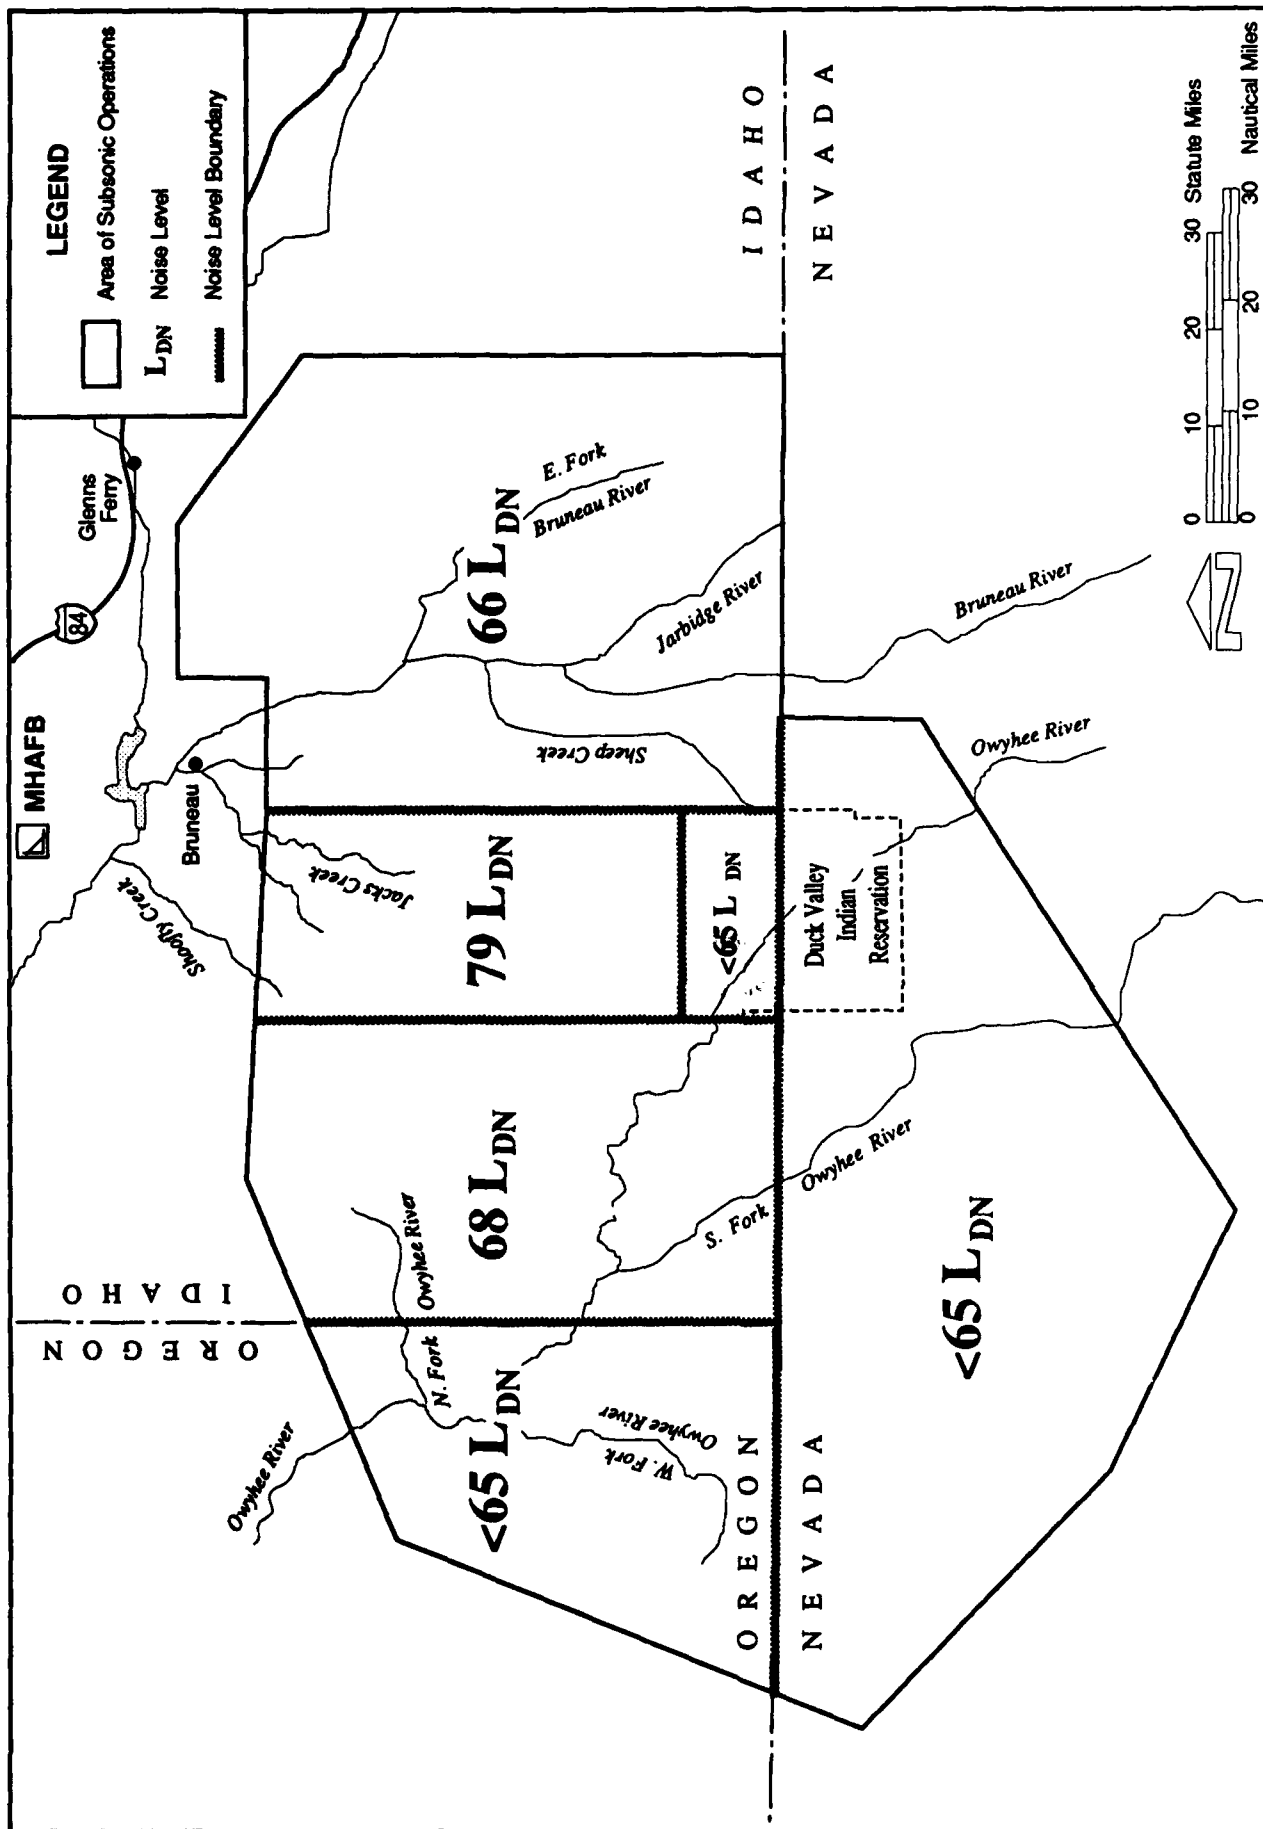 LEGEND
Area of Subsonic Operations
LDN Noise Level
Noise Level Boundary
MHAFB
84
Glenns
Ferry
Bruneau
Shoofly Creek
Jacks Creek
OREGON
IDAHO
Owyhee River
N. Fork
Owyhee River
W. Fork
Owyhee River
<65 LDN
68 LDN
79 LDN
66 LDN
E. Fork
Bruneau River
Jarbidge River
Sheep Creek
<65 L DN
S. Fork
Owyhee River
OREGON
NEVADA
IDAHO
NEVADA
Duck Valley
Indian
Reservation
Owyhee River
Bruneau River
<65 LDN
N
0 10 20 30 Statute Miles
0 10 20 30 Nautical Miles